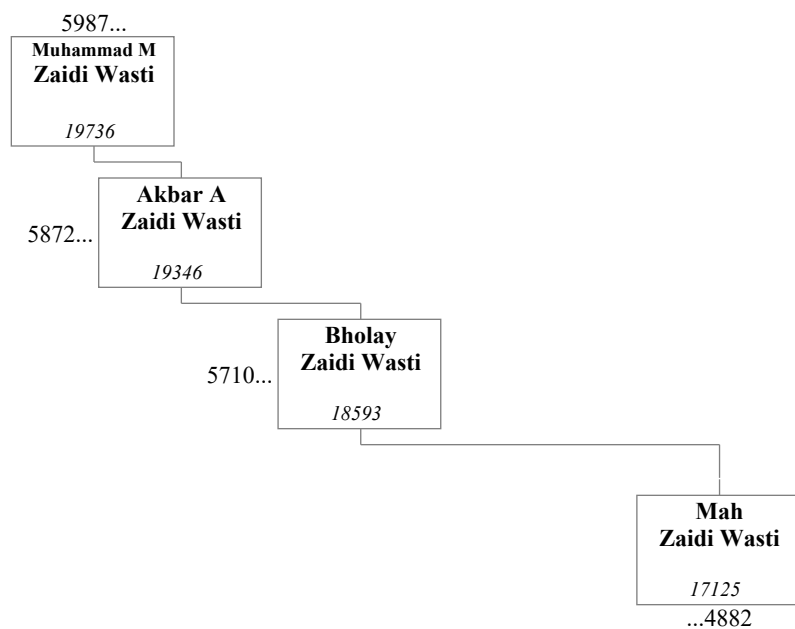 5987...
Muhammad M
Zaidi Wasti
19736
Akbar A
Zaidi Wasti
5872...
19346
Bholay
Zaidi Wasti
5710...
18593
Mah
Zaidi Wasti
17125
...4882